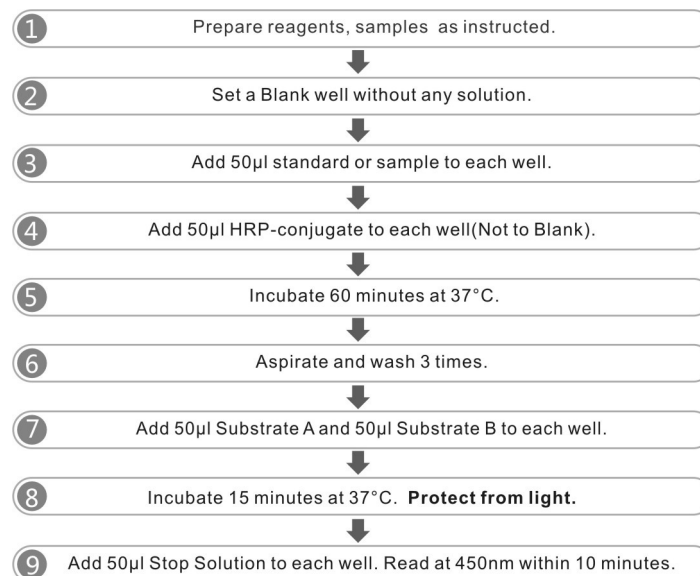 1 Prepare reagents, samples as instructed.
2 Set a Blank well without any solution.
3 Add 50μl standard or sample to each well.
4 Add 50μl HRP-conjugate to each well(Not to Blank).
5 Incubate 60 minutes at 37°C.
6 Aspirate and wash 3 times.
7 Add 50μl Substrate A and 50μl Substrate B to each well.
8 Incubate 15 minutes at 37°C. Protect from light.
9 Add 50μl Stop Solution to each well. Read at 450nm within 10 minutes.